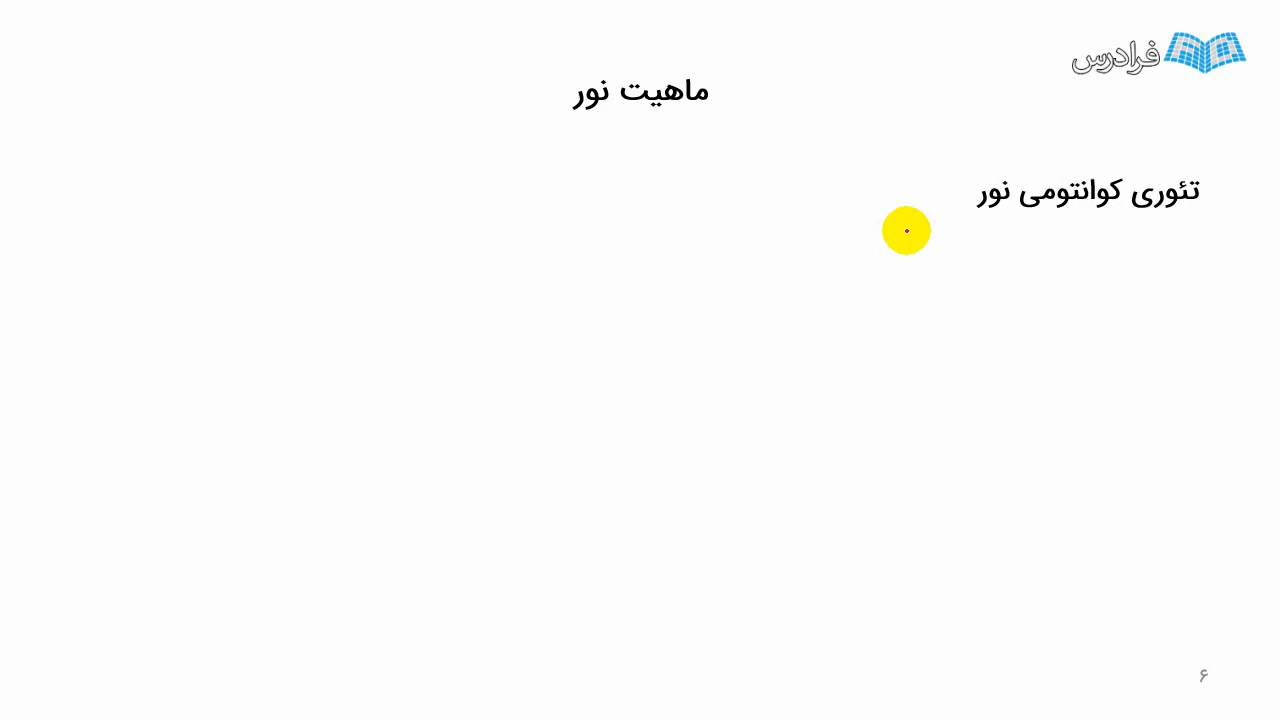 فرادرس
ماهیت نور
تئوری کوانتومی نور
۶